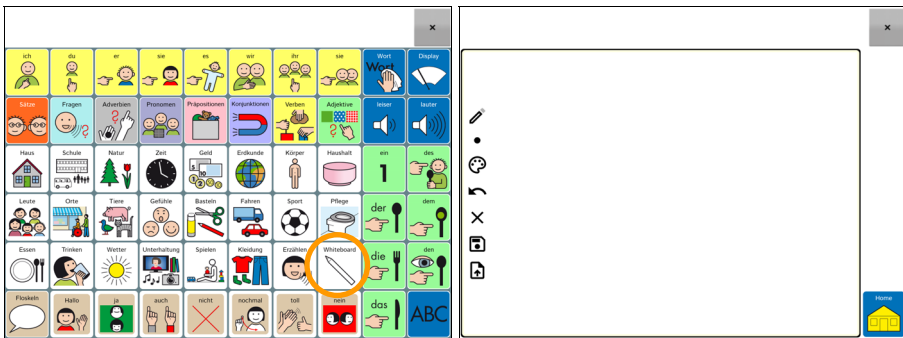 ×
ich du er sie es wir ihr sie Wort Display
Wort
Sätze Fragen Adverbien Pronomen Präpositionen Konjunktionen Verben Adjektive leiser lauter
Haus Schule Natur Zeit Geld Erdkunde Körper Haushalt ein des
5 10 1
Leute Orte Tiere Gefühle Basteln Fahren Sport Pflege der dem
Essen Trinken Wetter Unterhaltung Spielen Kleidung Erzählen Whiteboard die den
Floskeln Hallo ja auch nicht nochmal toll nein das ABC
×
Home